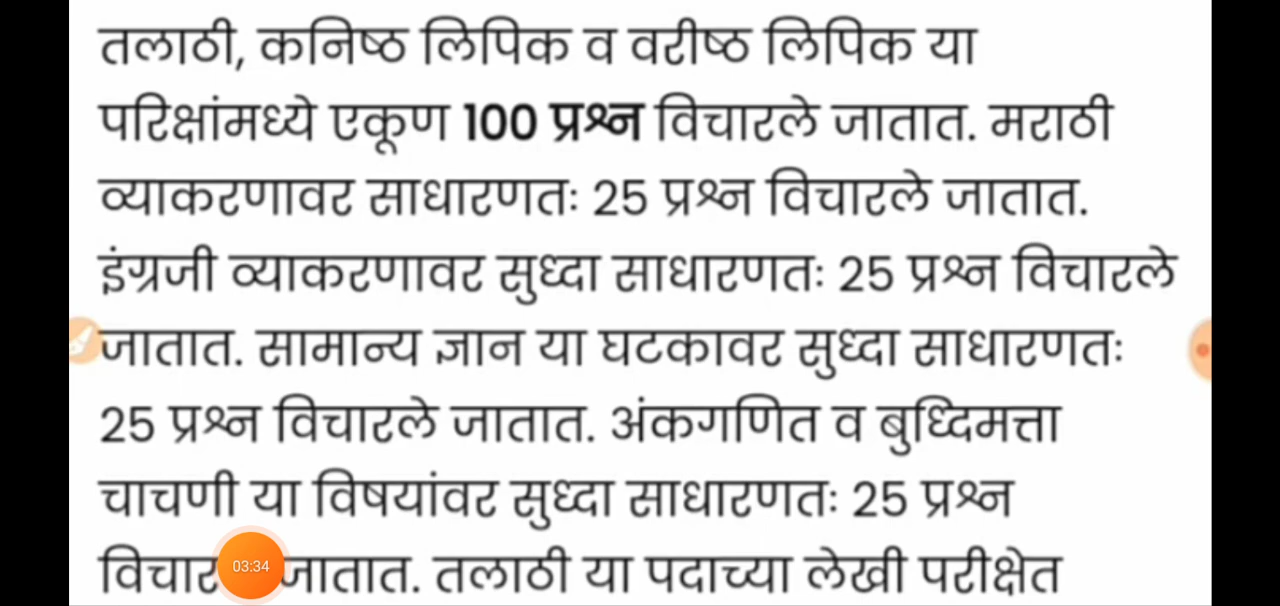 तलाठी, कनिष्ठ लिपिक व वरीष्ठ लिपिक या
परिक्षांमध्ये एकूण 100 प्रश्न विचारले जातात. मराठी
व्याकरणावर साधारणतः 25 प्रश्न विचारले जातात.
इंग्रजी व्याकरणावर सुध्दा साधारणतः 25 प्रश्न विचारले
जातात. सामान्य ज्ञान या घटकावर सुध्दा साधारणतः
25 प्रश्न विचारले जातात. अंकगणित व बुध्दिमत्ता
चाचणी या विषयांवर सुध्दा साधारणतः 25 प्रश्न
03:34 जातात. तलाठी या पदाच्या लेखी परीक्षेत